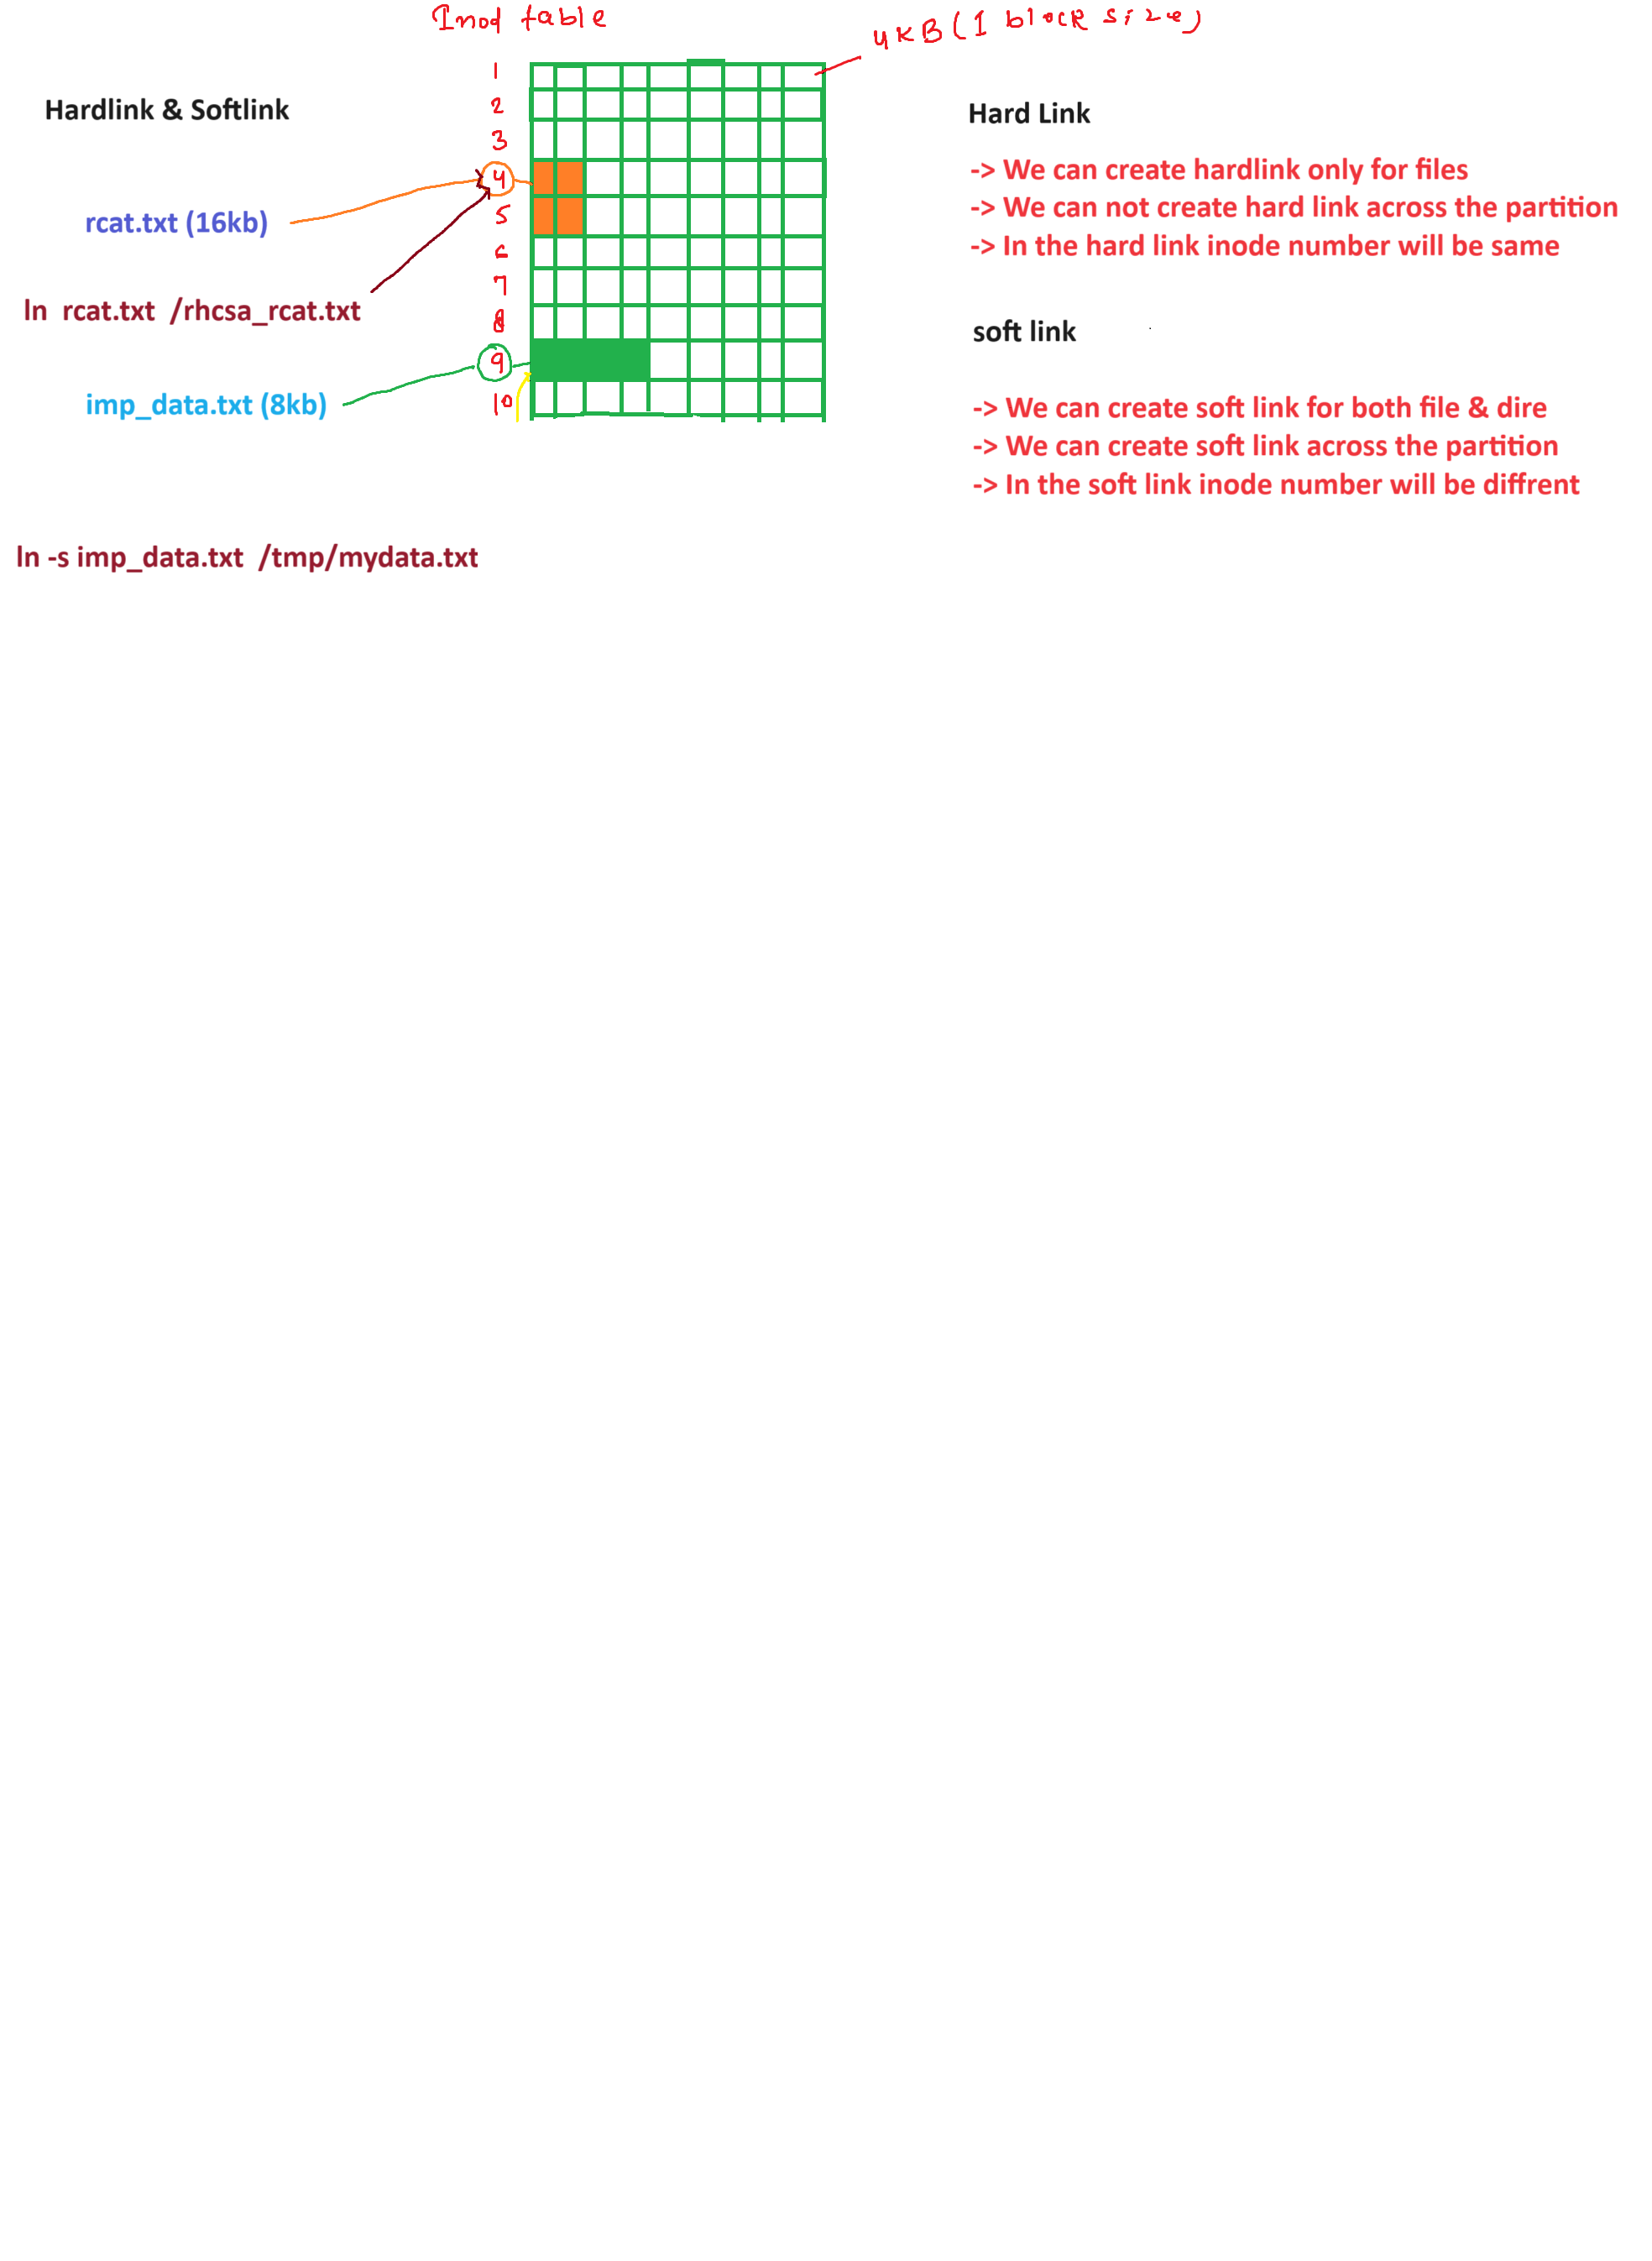 Inod table
4KB (1 block size)
Hardlink & Softlink
1
2
3
4
5
6
7
8
9
10
rcat.txt (16kb)
ln rcat.txt /rhcsa_rcat.txt
imp_data.txt (8kb)
ln -s imp_data.txt /tmp/mydata.txt
Hard Link
-> We can create hardlink only for files
-> We can not create hard link across the partition
-> In the hard link inode number will be same
soft link
-> We can create soft link for both file & dire
-> We can create soft link across the partition
-> In the soft link inode number will be diffrent